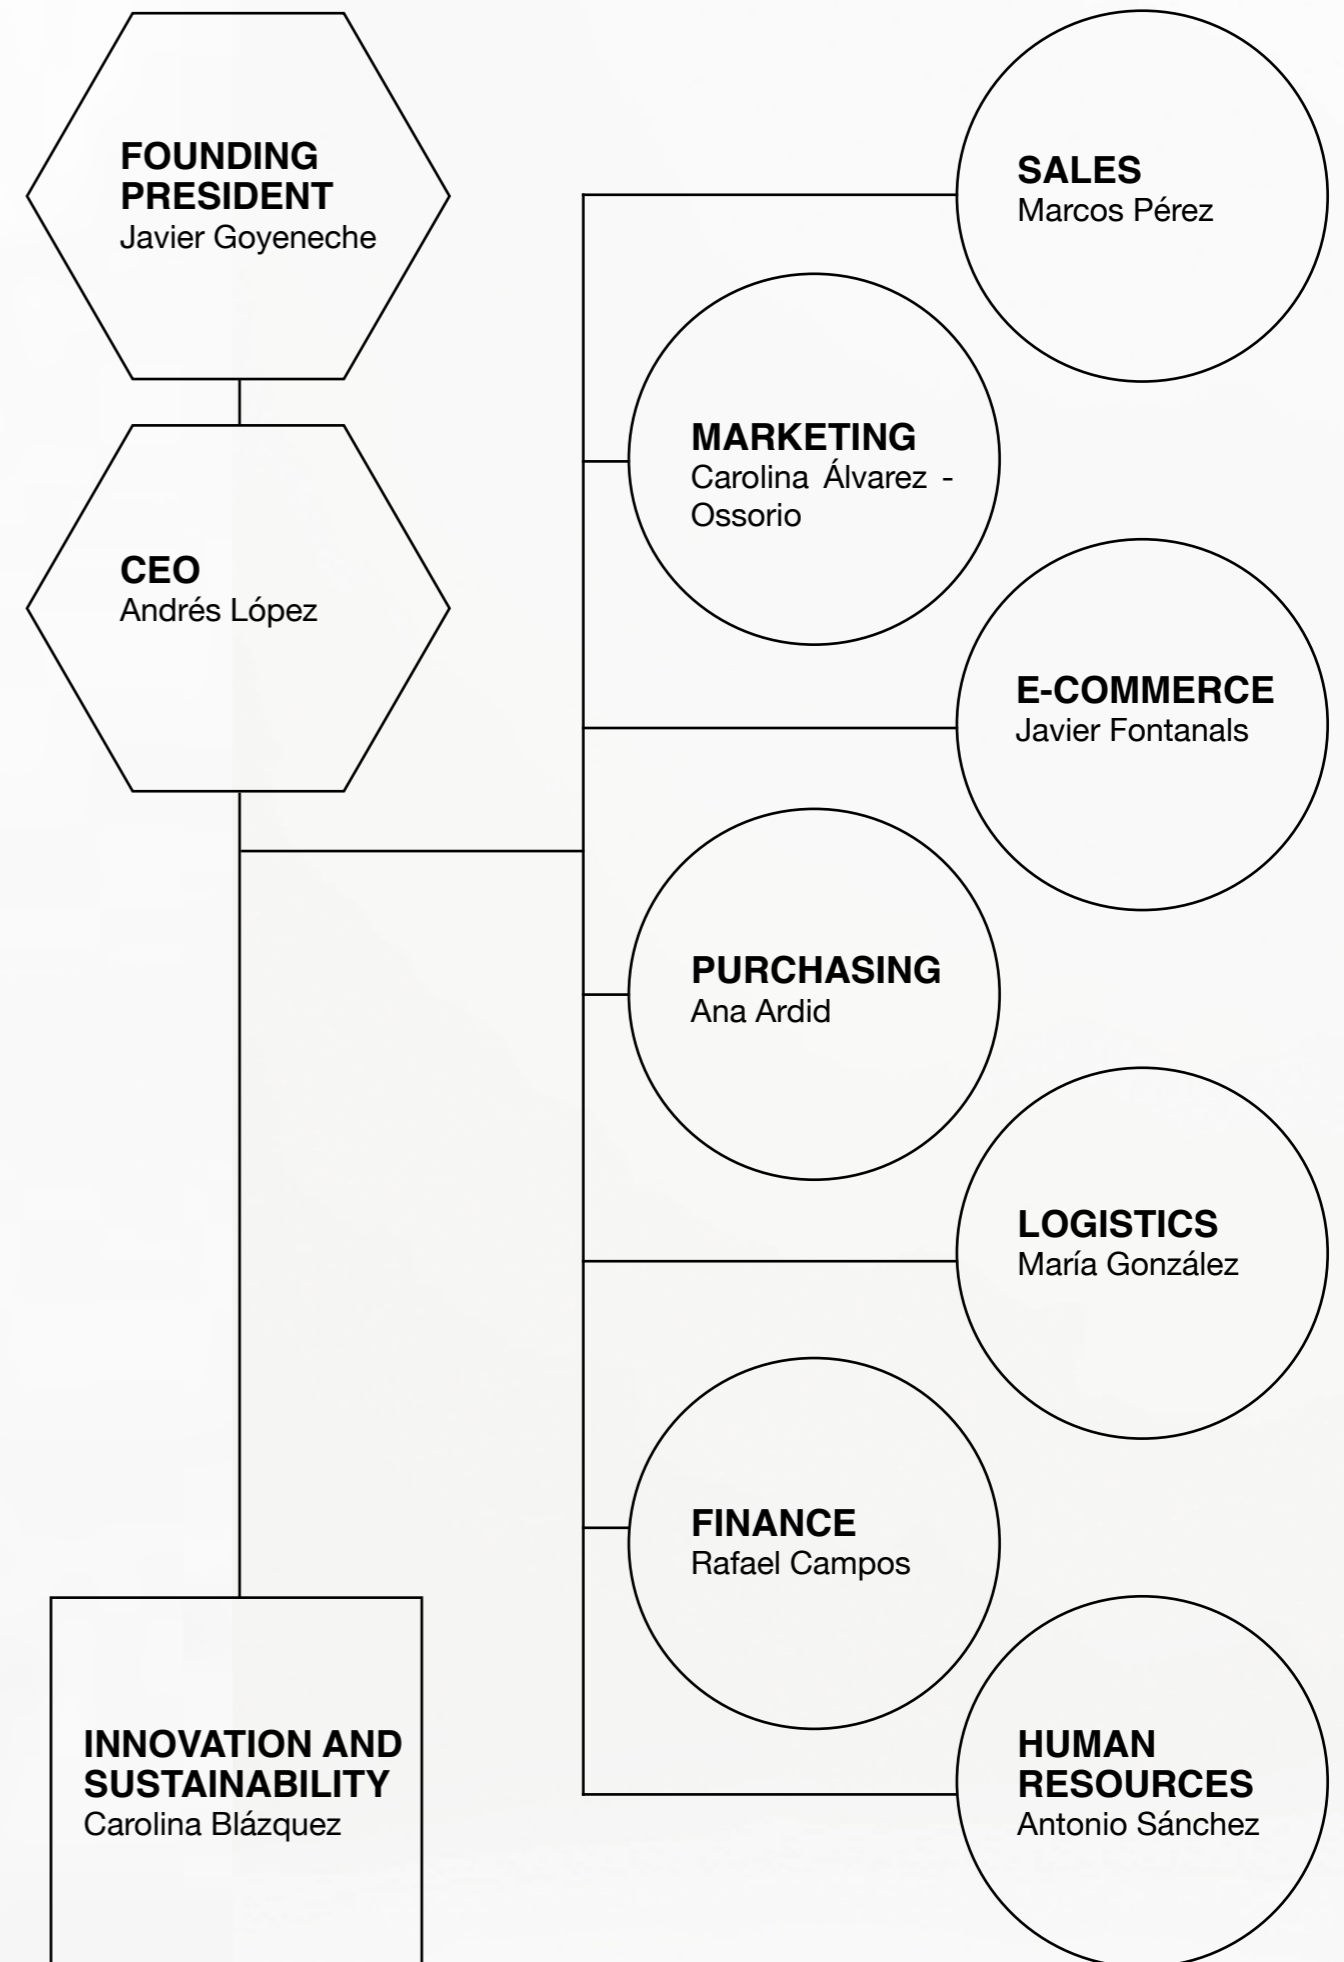 FOUNDING
PRESIDENT
Javier Goyeneche
CEO
Andrés López
SALES
Marcos Pérez
MARKETING
Carolina Álvarez -
Ossorio
E-COMMERCE
Javier Fontanals
PURCHASING
Ana Ardid
LOGISTICS
María González
FINANCE
Rafael Campos
INNOVATION AND
SUSTAINABILITY
Carolina Blázquez
HUMAN
RESOURCES
Antonio Sánchez